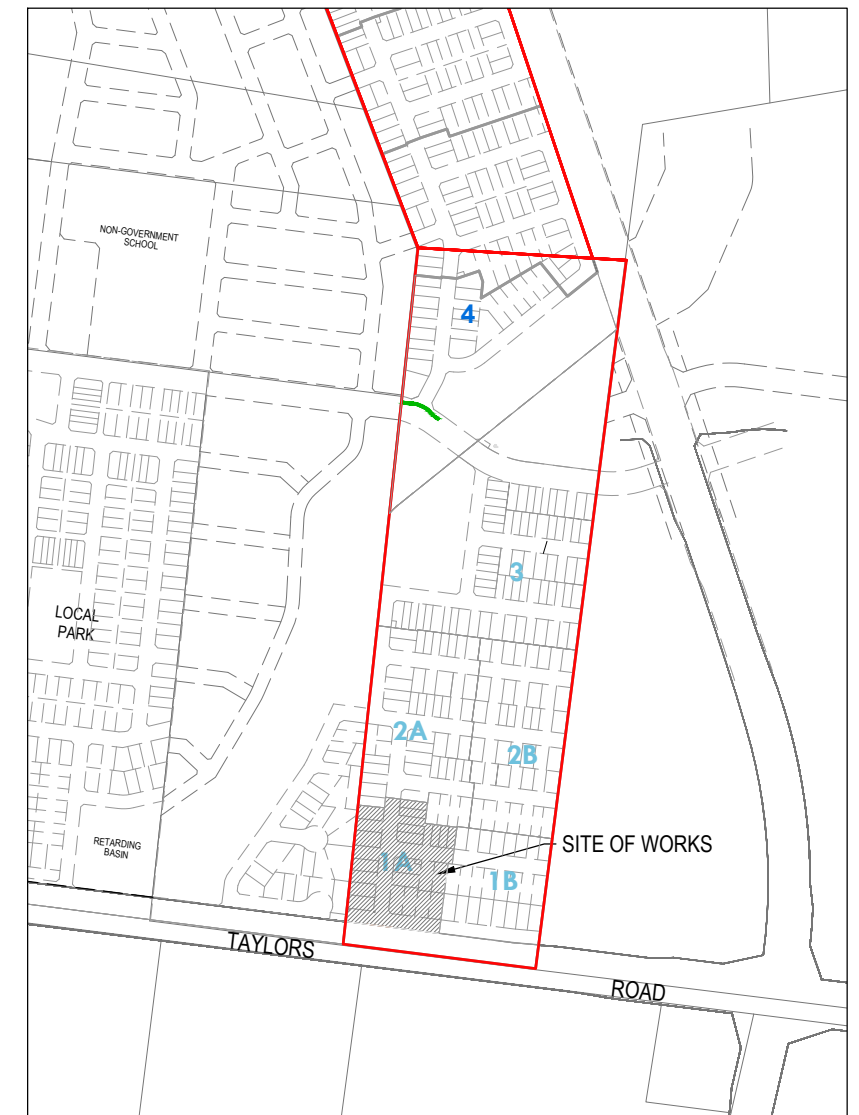 NON-GOVERNMENT
SCHOOL
4
3
LOCAL
PARK
2A
2B
RETARDING
BASIN
SITE OF WORKS
1A
1B
TAYLORS
ROAD